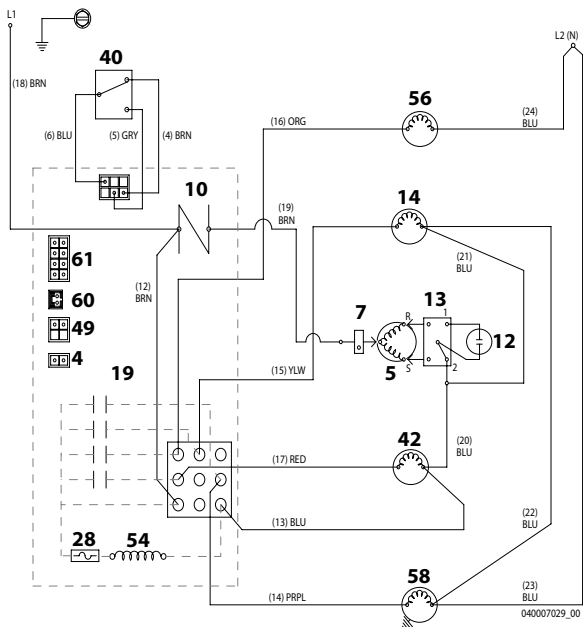 L1
L2 (N)
40
(18) BRN
56
(16) ORG
(24)
BLU
(6) BLU
(5) GRY
(4) BRN
10
14
(19)
BRN
61
(12)
BRN
(21)
BLU
60
7
13
R
1
12
49
S
2
5
4
19
(15) YLW
42
(20)
BLU
(17) RED
(13) BLU
(22)
BLU
28
54
58
(14) PRPL
(23)
BLU
040007029_00